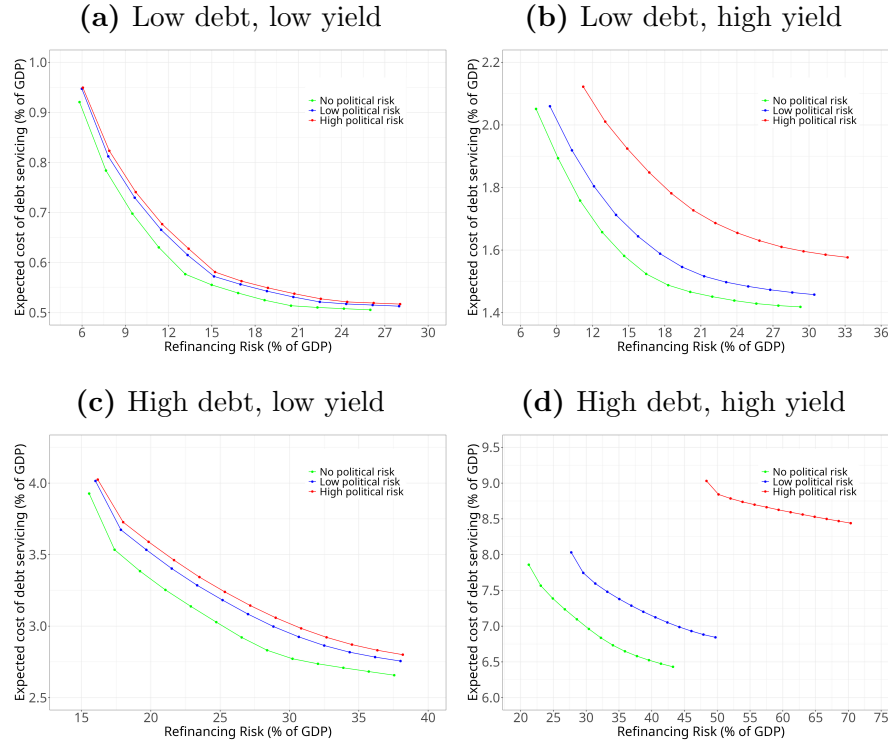 (a) Low debt, low yield
Expected cost of debt servicing (% of GDP)
1.0
0.9
0.8
0.7
0.6
0.5
No political risk
Low political risk
High political risk
6 9 12 15 18 21 24 27 30
Refinancing Risk (% of GDP)
(b) Low debt, high yield
Expected cost of debt servicing (% of GDP)
2.2
2.0
1.8
1.6
1.4
No political risk
Low political risk
High political risk
6 9 12 15 18 21 24 27 30 33 36
Refinancing Risk (% of GDP)
(c) High debt, low yield
Expected cost of debt servicing (% of GDP)
4.0
3.5
3.0
2.5
No political risk
Low political risk
High political risk
15 20 25 30 35 40
Refinancing Risk (% of GDP)
(d) High debt, high yield
Expected cost of debt servicing (% of GDP)
9.5
9.0
8.5
8.0
7.5
7.0
6.5
6.0
No political risk
Low political risk
High political risk
20 25 30 35 40 45 50 55 60 65 70 75
Refinancing Risk (% of GDP)